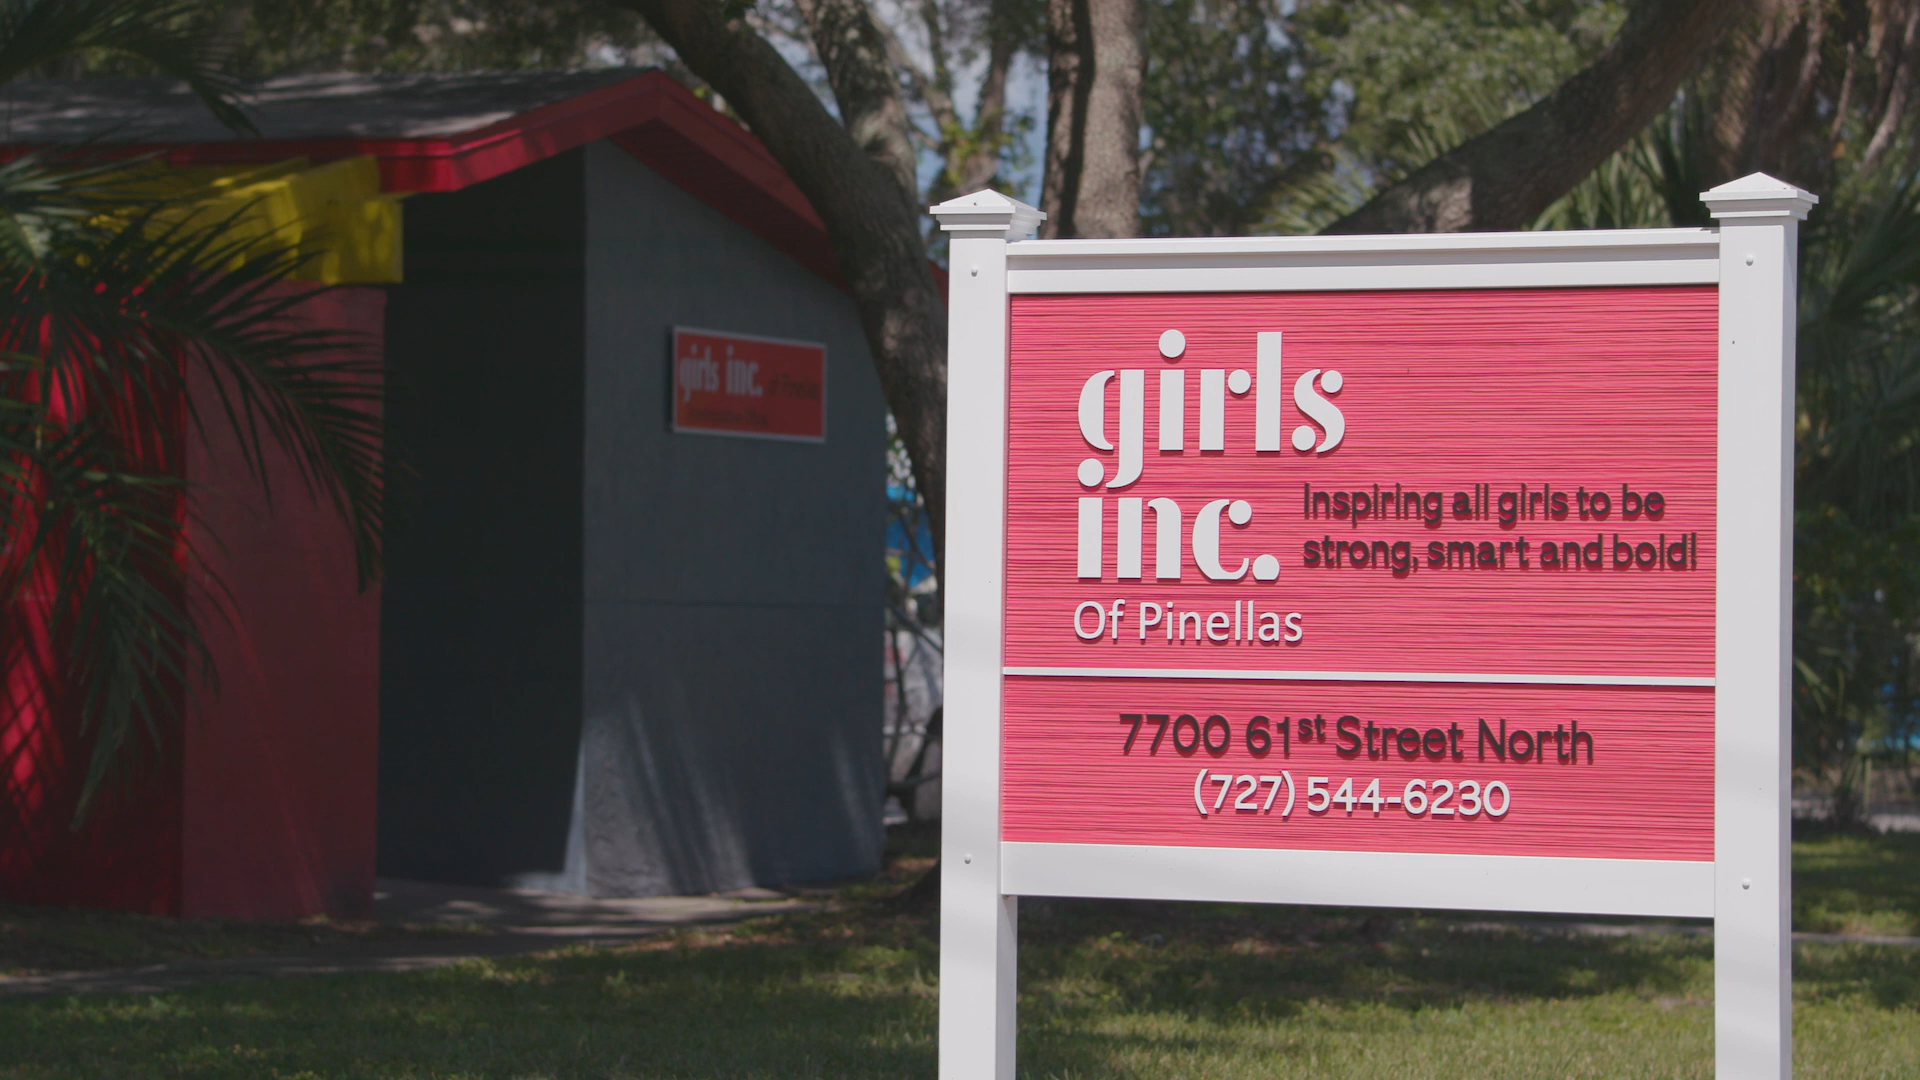 girls inc.
girls
inc.
Inspiring all girls to be
strong, smart and bold!
Of Pinellas
7700 61st Street North
(727) 544-6230